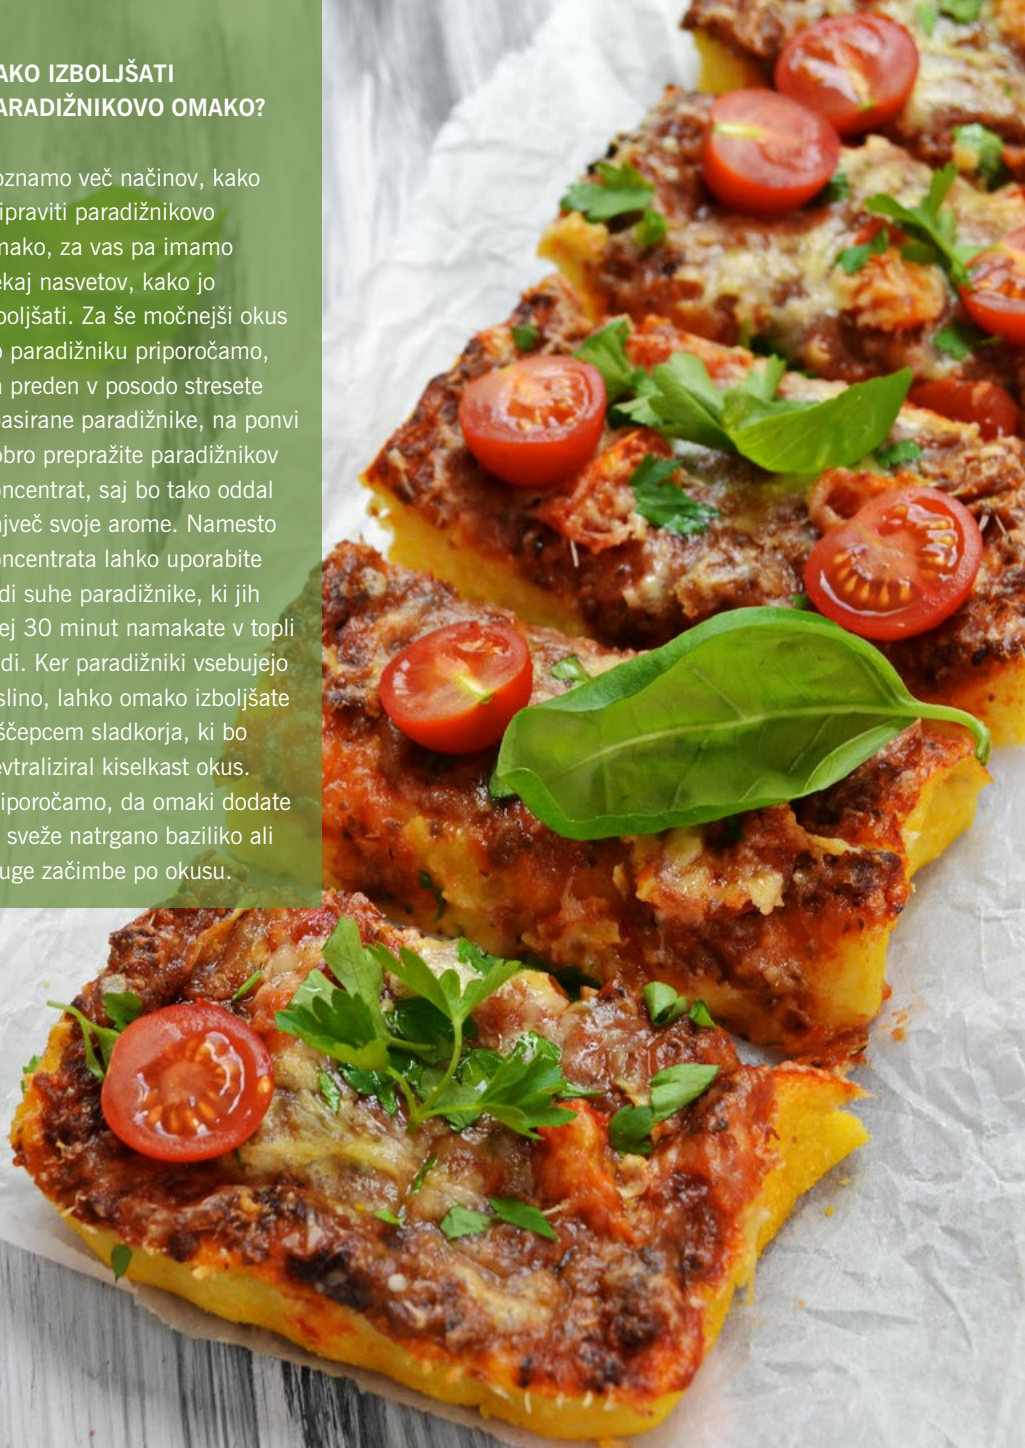 AKO IZBOLJŠATI
ARADIŽNIKOVO OMAKO?
oznamo več načinov, kako
ipraviti paradižnikovo
mako, za vas pa imamo
ekaj nasvetov, kako jo
boljšati. Za še močnejši okus
o paradižniku priporočamo,
a preden v posodo stresete
asirane paradižnike, na ponvi
obro prepražite paradižnikov
oncentrat, saj bo tako oddal
ajveč svoje arome. Namesto
oncentrata lahko uporabite
di suhe paradižnike, ki jih
ej 30 minut namakate v topli
di. Ker paradižniki vsebujejo
slino, lahko omako izboljšate
ščepcem sladkorja, ki bo
evtraliziral kiselkast okus.
iporočamo, da omaki dodate
sveže natrgano baziliko ali
uge začimbe po okusu.